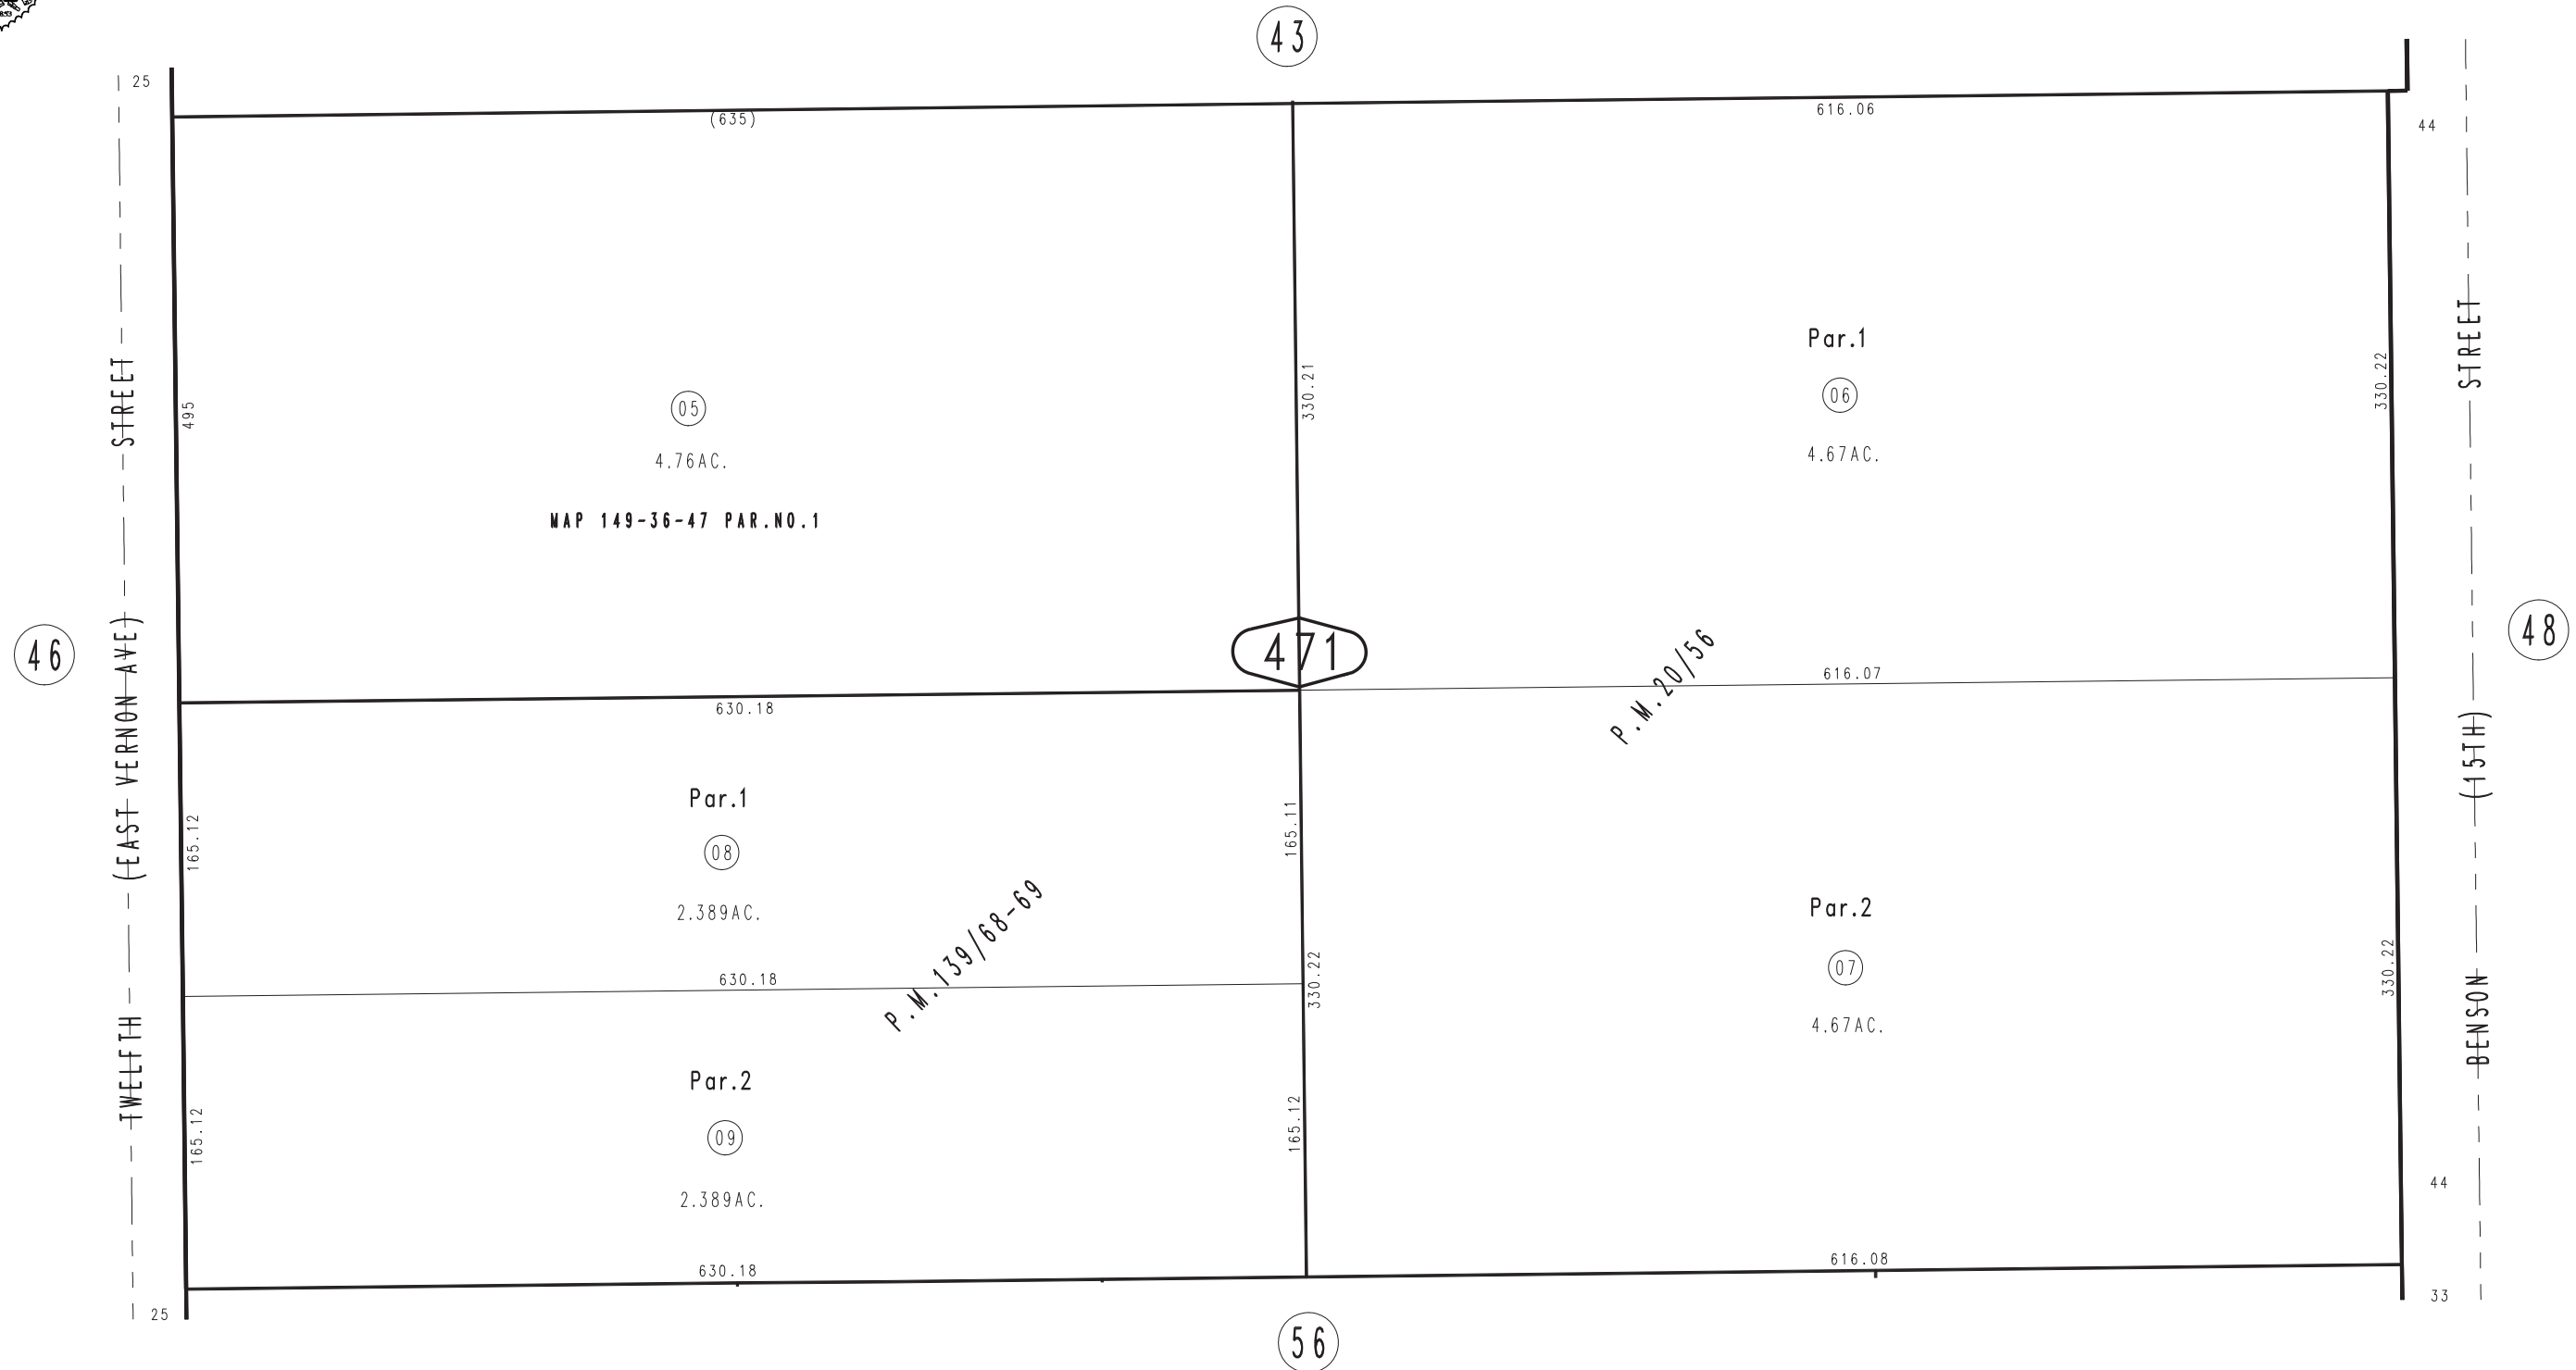 43
25
(635)
616.06
44
STREET
495
05
4.76AC.
MAP 149-36-47 PAR.NO.1
330.21
Par.1
06
4.67AC.
330.22
STREET
46
(EAST VERNON AVE)
471
P.M.20/56
616.07
48
630.18
(15TH)
Par.1
165.12
08
165.11
2.389AC.
P.M.139/68-69
630.18
330.22
Par.2
07
4.67AC.
330.22
BENSON
TWELFTH
Par.2
165.12
09
165.12
2.389AC.
44
630.18
616.08
25
33
56